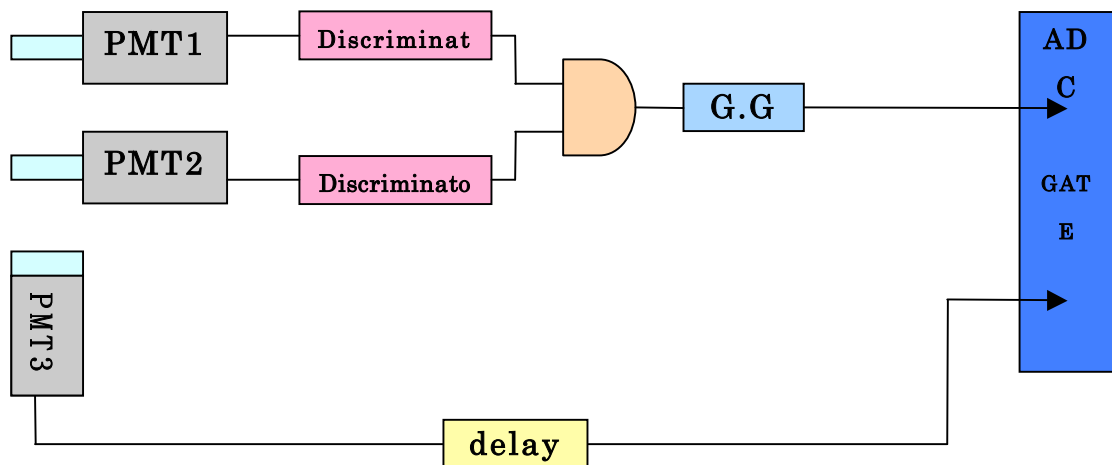 PMT1
Discriminat
AD
C
G.G
PMT2
Discriminato
GAT
E
PMT3
delay